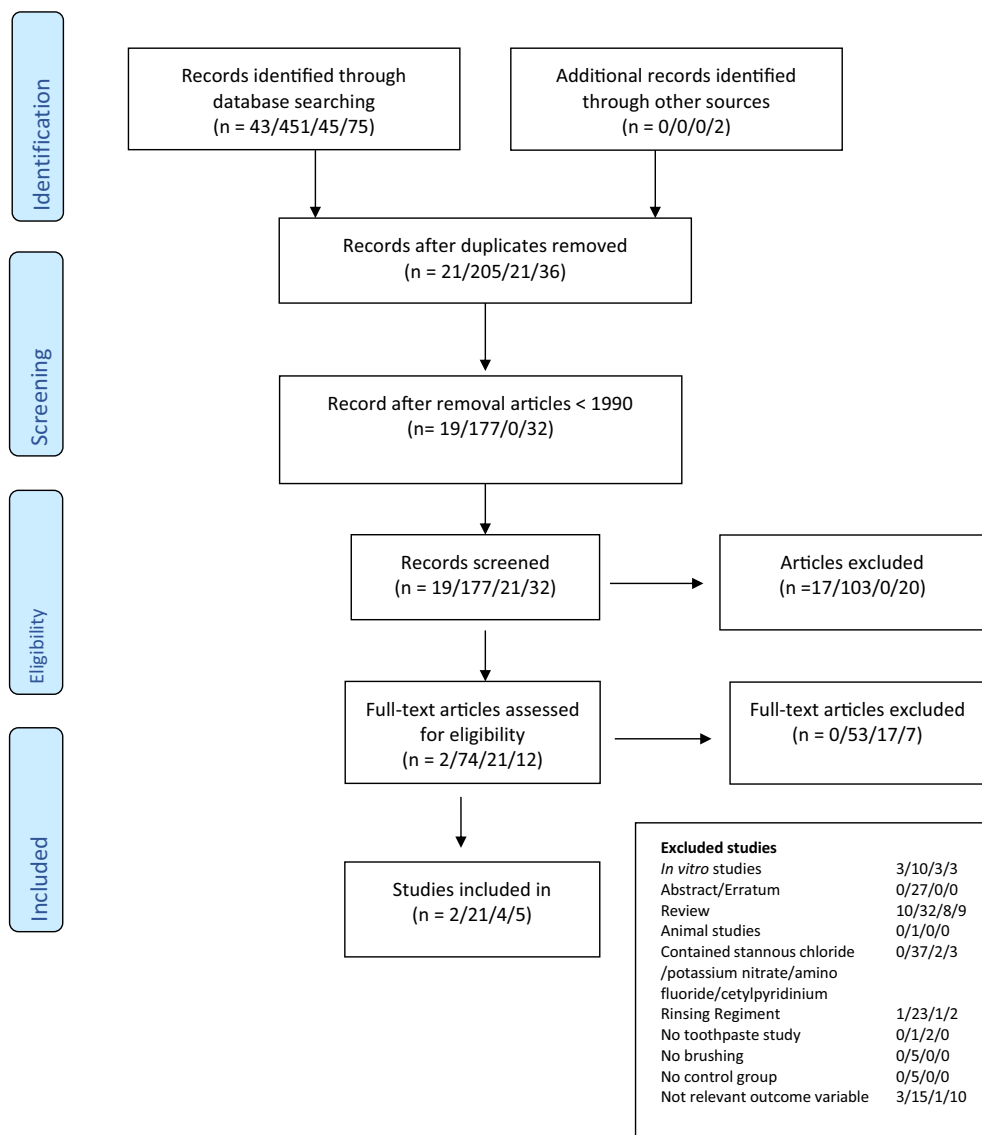 Identification
Records identified through
database searching
(n = 43/451/45/75)
Additional records identified
through other sources
(n = 0/0/0/2)
Records after duplicates removed
(n = 21/205/21/36)
Screening
Record after removal articles < 1990
(n= 19/177/0/32)
Eligibility
Records screened
(n = 19/177/21/32)
Articles excluded
(n =17/103/0/20)
Full-text articles assessed
for eligibility
(n = 2/74/21/12)
Full-text articles excluded
(n = 0/53/17/7)
Included
Studies included in
(n = 2/21/4/5)
Excluded studies
In vitro studies 3/10/3/3
Abstract/Erratum 0/27/0/0
Review 10/32/8/9
Animal studies 0/1/0/0
Contained stannous chloride 0/37/2/3
/potassium nitrate/amino
fluoride/cetylpyridinium
Rinsing Regiment 1/23/1/2
No toothpaste study 0/1/2/0
No brushing 0/5/0/0
No control group 0/5/0/0
Not relevant outcome variable 3/15/1/10